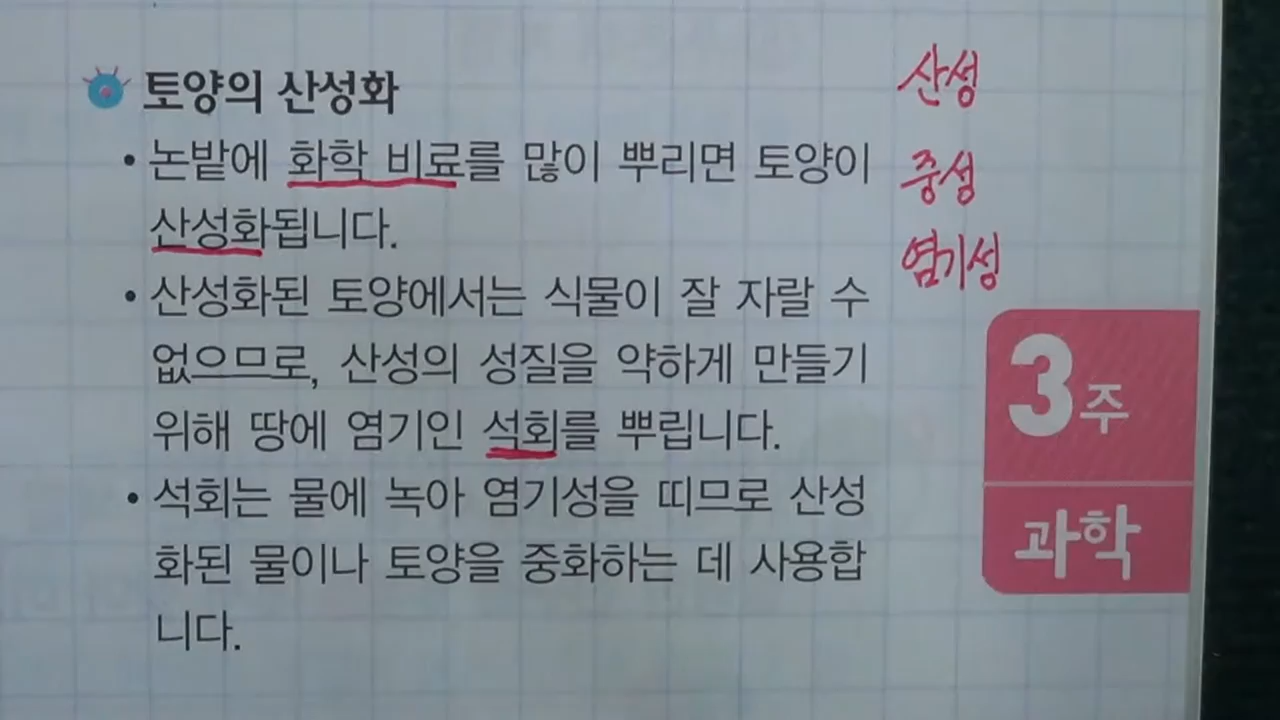 토양의 산성화
• 논밭에 화학 비료를 많이 뿌리면 토양이
산성화됩니다.
• 산성화된 토양에서는 식물이 잘 자랄 수
없으므로, 산성의 성질을 약하게 만들기
위해 땅에 염기인 석회를 뿌립니다.
• 석회는 물에 녹아 염기성을 띠므로 산성
화된 물이나 토양을 중화하는 데 사용합
니다.
산성
중성
염기성
3주
과학